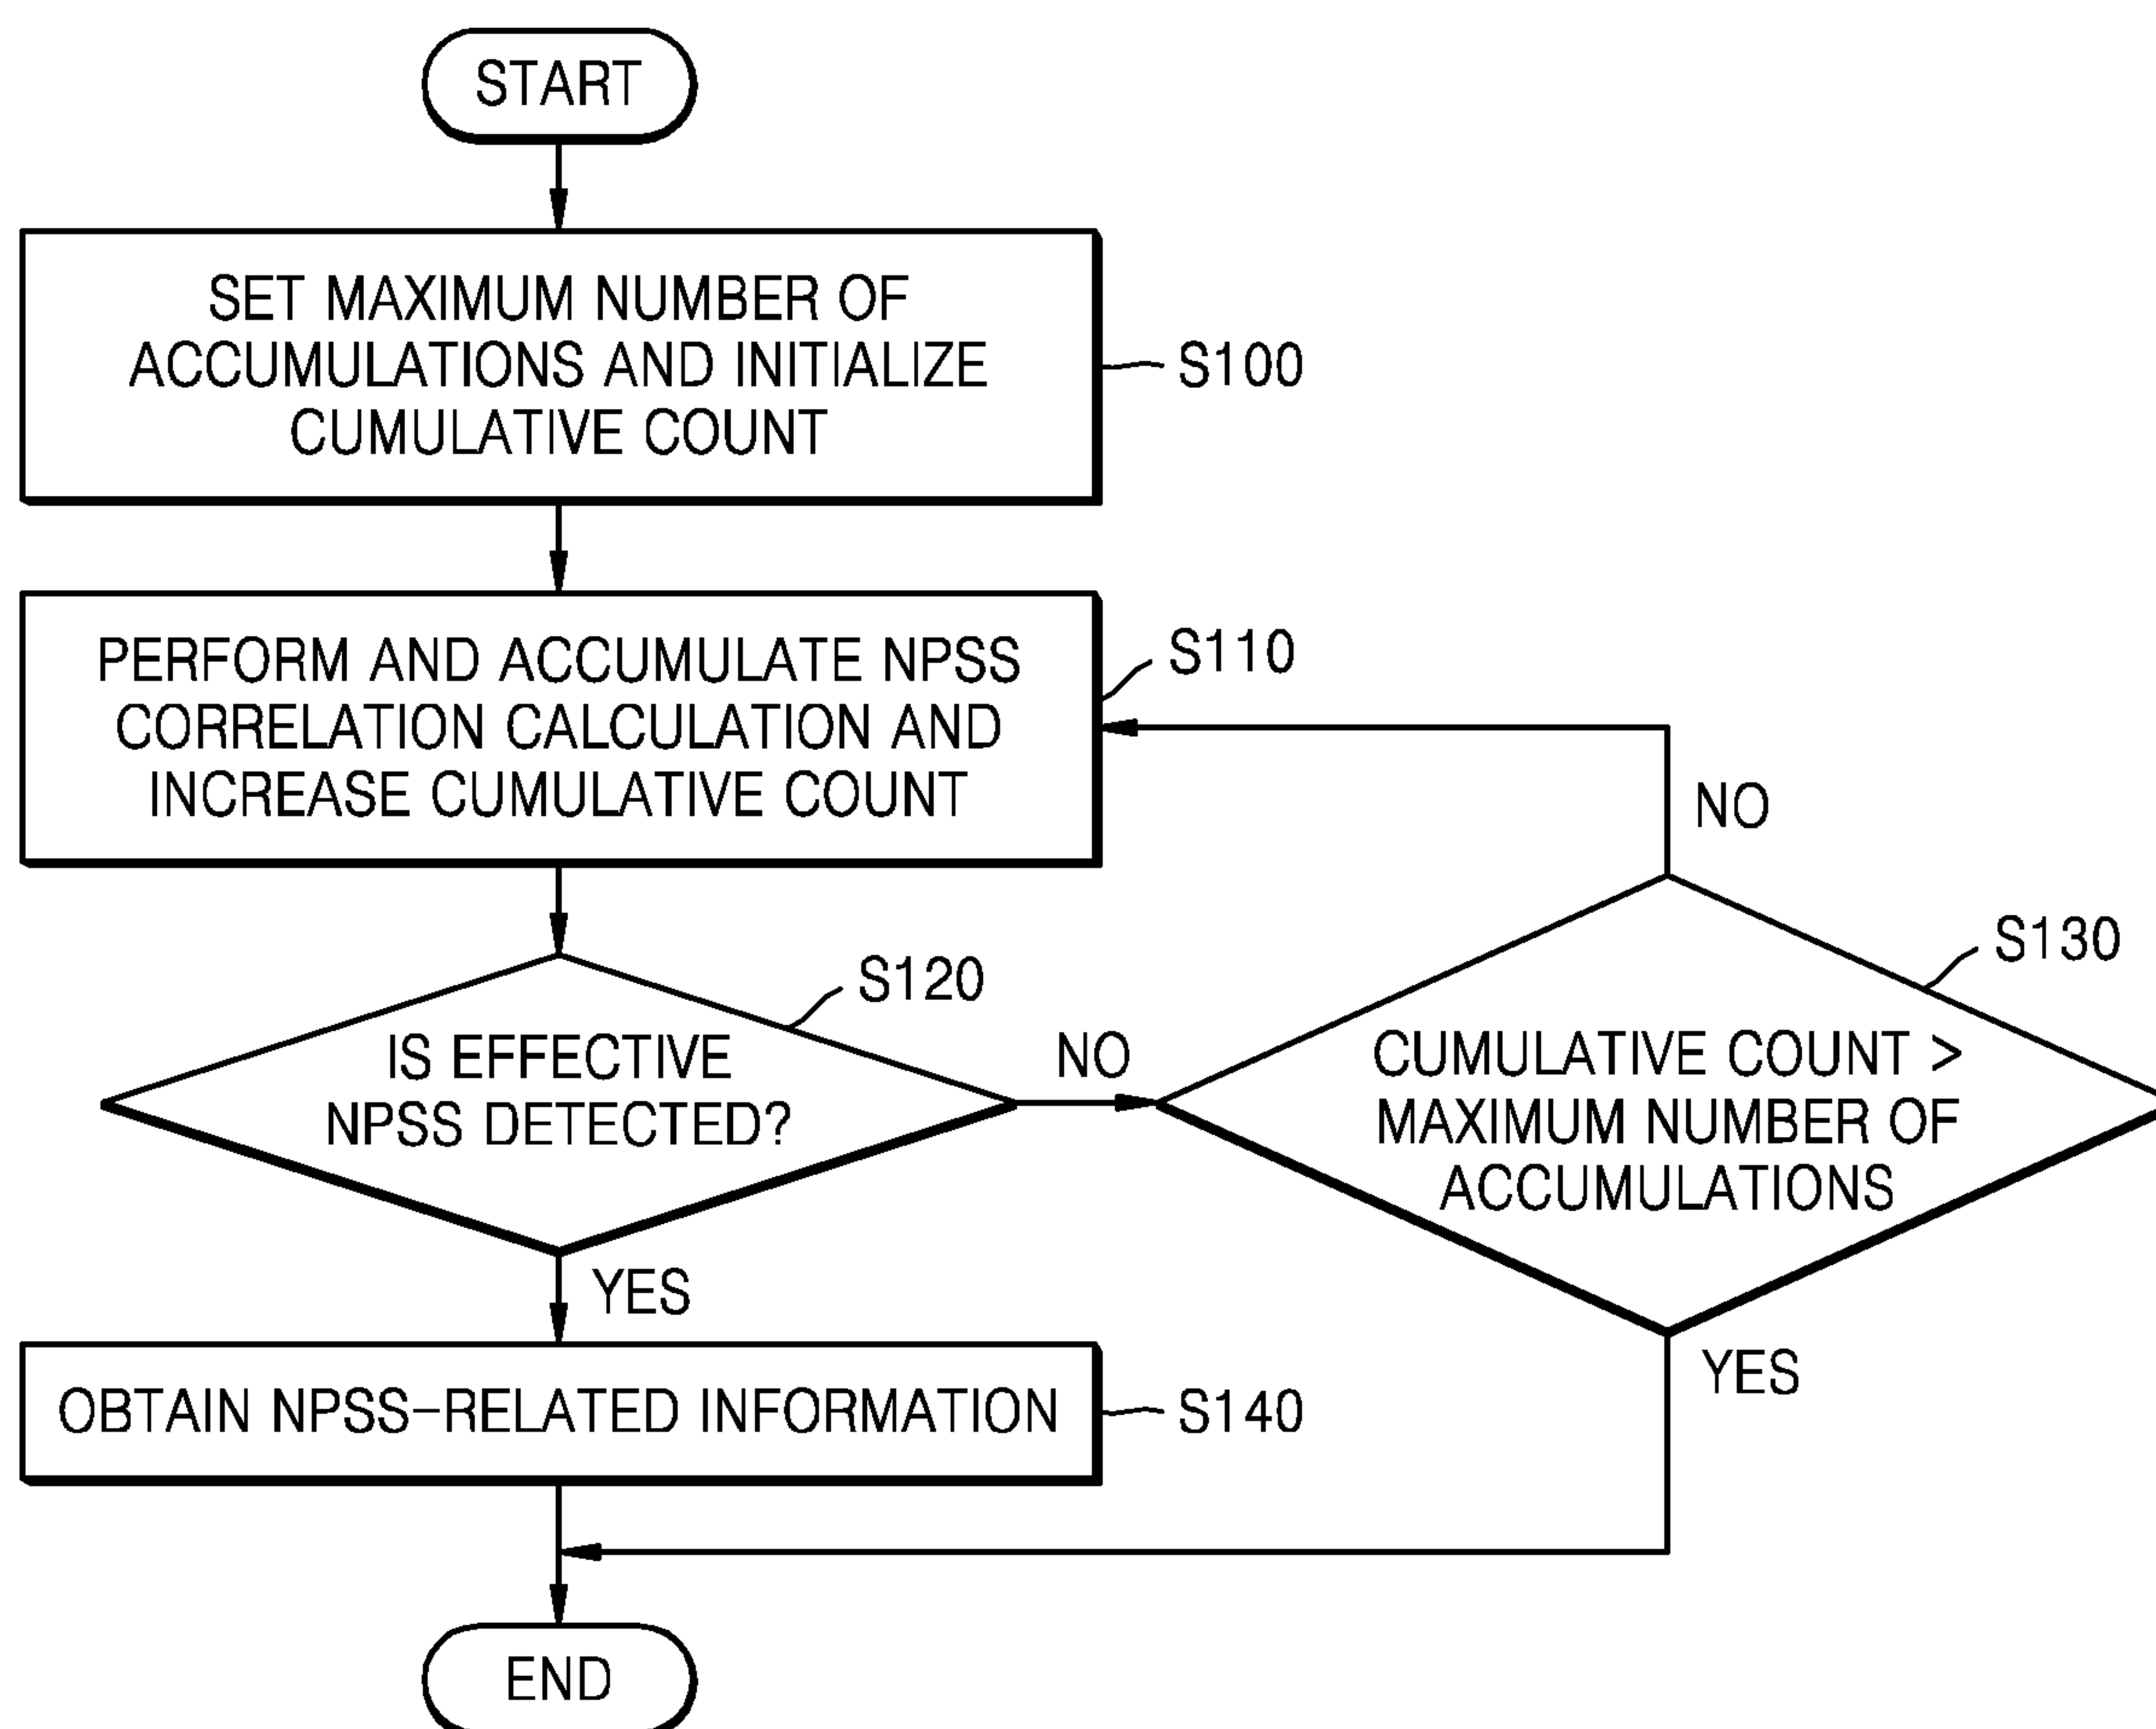 START
SET MAXIMUM NUMBER OF
ACCUMULATIONS AND INITIALIZE
CUMULATIVE COUNT
S100
PERFORM AND ACCUMULATE NPSS
CORRELATION CALCULATION AND
INCREASE CUMULATIVE COUNT
S110
NO
S130
S120
IS EFFECTIVE
NPSS DETECTED?
NO
CUMULATIVE COUNT >
MAXIMUM NUMBER OF
ACCUMULATIONS
YES
YES
OBTAIN NPSS-RELATED INFORMATION
S140
END